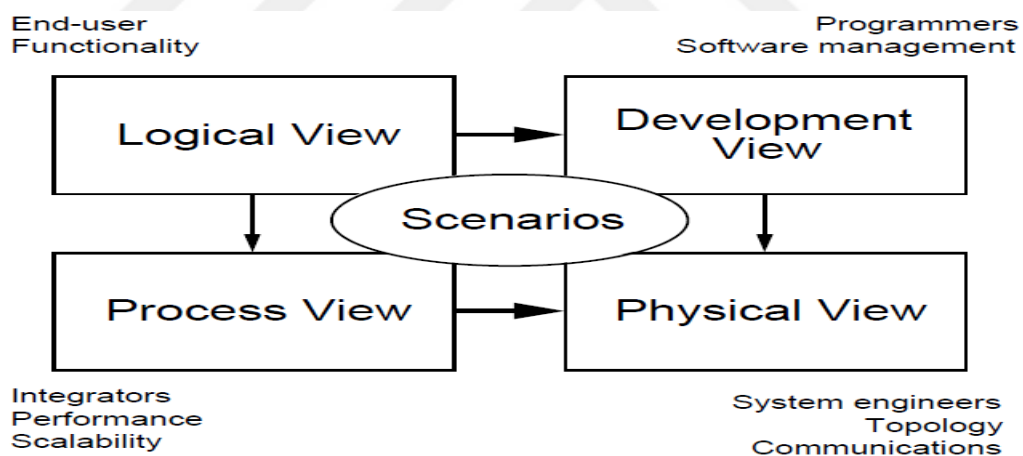 End-user
Functionality
Programmers
Software management
Logical View
Development
View
Scenarios
Process View
Physical View
Integrators
Performance
Scalability
System engineers
Topology
Communications